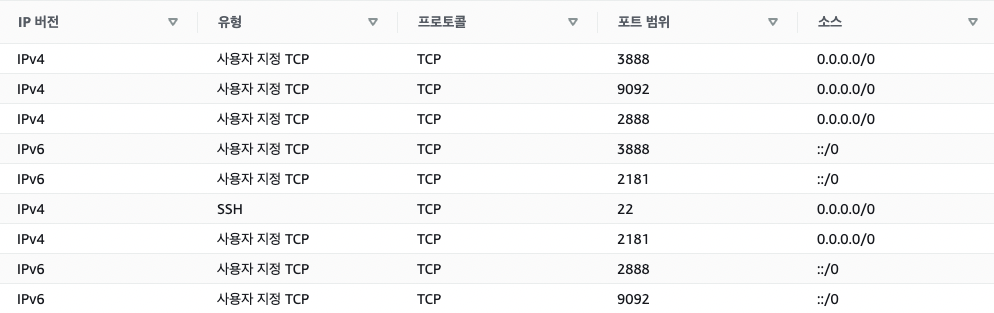 IP 버전 유형 프로토콜 포트 범위 소스
IPv4 사용자 지정 TCP TCP 3888 0.0.0.0/0
IPv4 사용자 지정 TCP TCP 9092 0.0.0.0/0
IPv4 사용자 지정 TCP TCP 2888 0.0.0.0/0
IPv6 사용자 지정 TCP TCP 3888 ::/0
IPv6 사용자 지정 TCP TCP 2181 ::/0
IPv4 SSH TCP 22 0.0.0.0/0
IPv4 사용자 지정 TCP TCP 2181 0.0.0.0/0
IPv6 사용자 지정 TCP TCP 2888 ::/0
IPv6 사용자 지정 TCP TCP 9092 ::/0